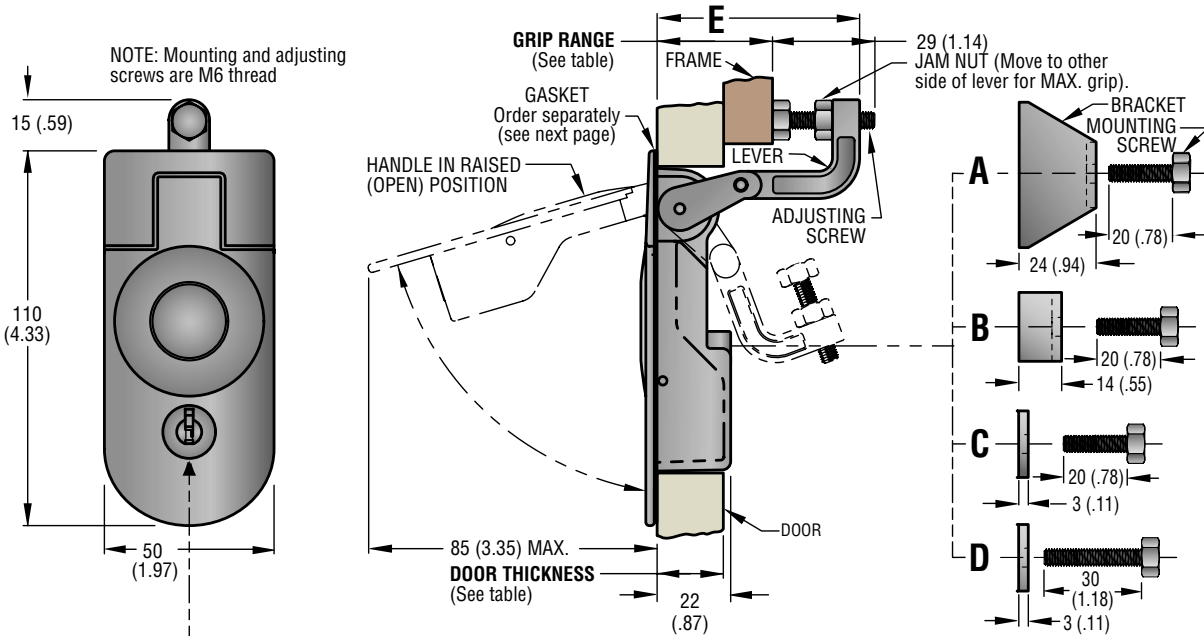 NOTE: Mounting and adjusting
screws are M6 thread
15 (.59)
110
(4.33)
50
(1.97)
HANDLE IN RAISED
(OPEN) POSITION
GASKET
Order separately
(see next page)
GRIP RANGE
(See table)
E
FRAME
29 (1.14)
JAM NUT (Move to other
side of lever for MAX. grip).
LEVER
ADJUSTING
SCREW
85 (3.35) MAX.
DOOR THICKNESS
(See table)
22
(.87)
DOOR
BRACKET
MOUNTING
SCREW
A
20 (.78)
24 (.94)
B
20 (.78)
14 (.55)
C
20 (.78)
3 (.11)
D
30
(1.18)
3 (.11)